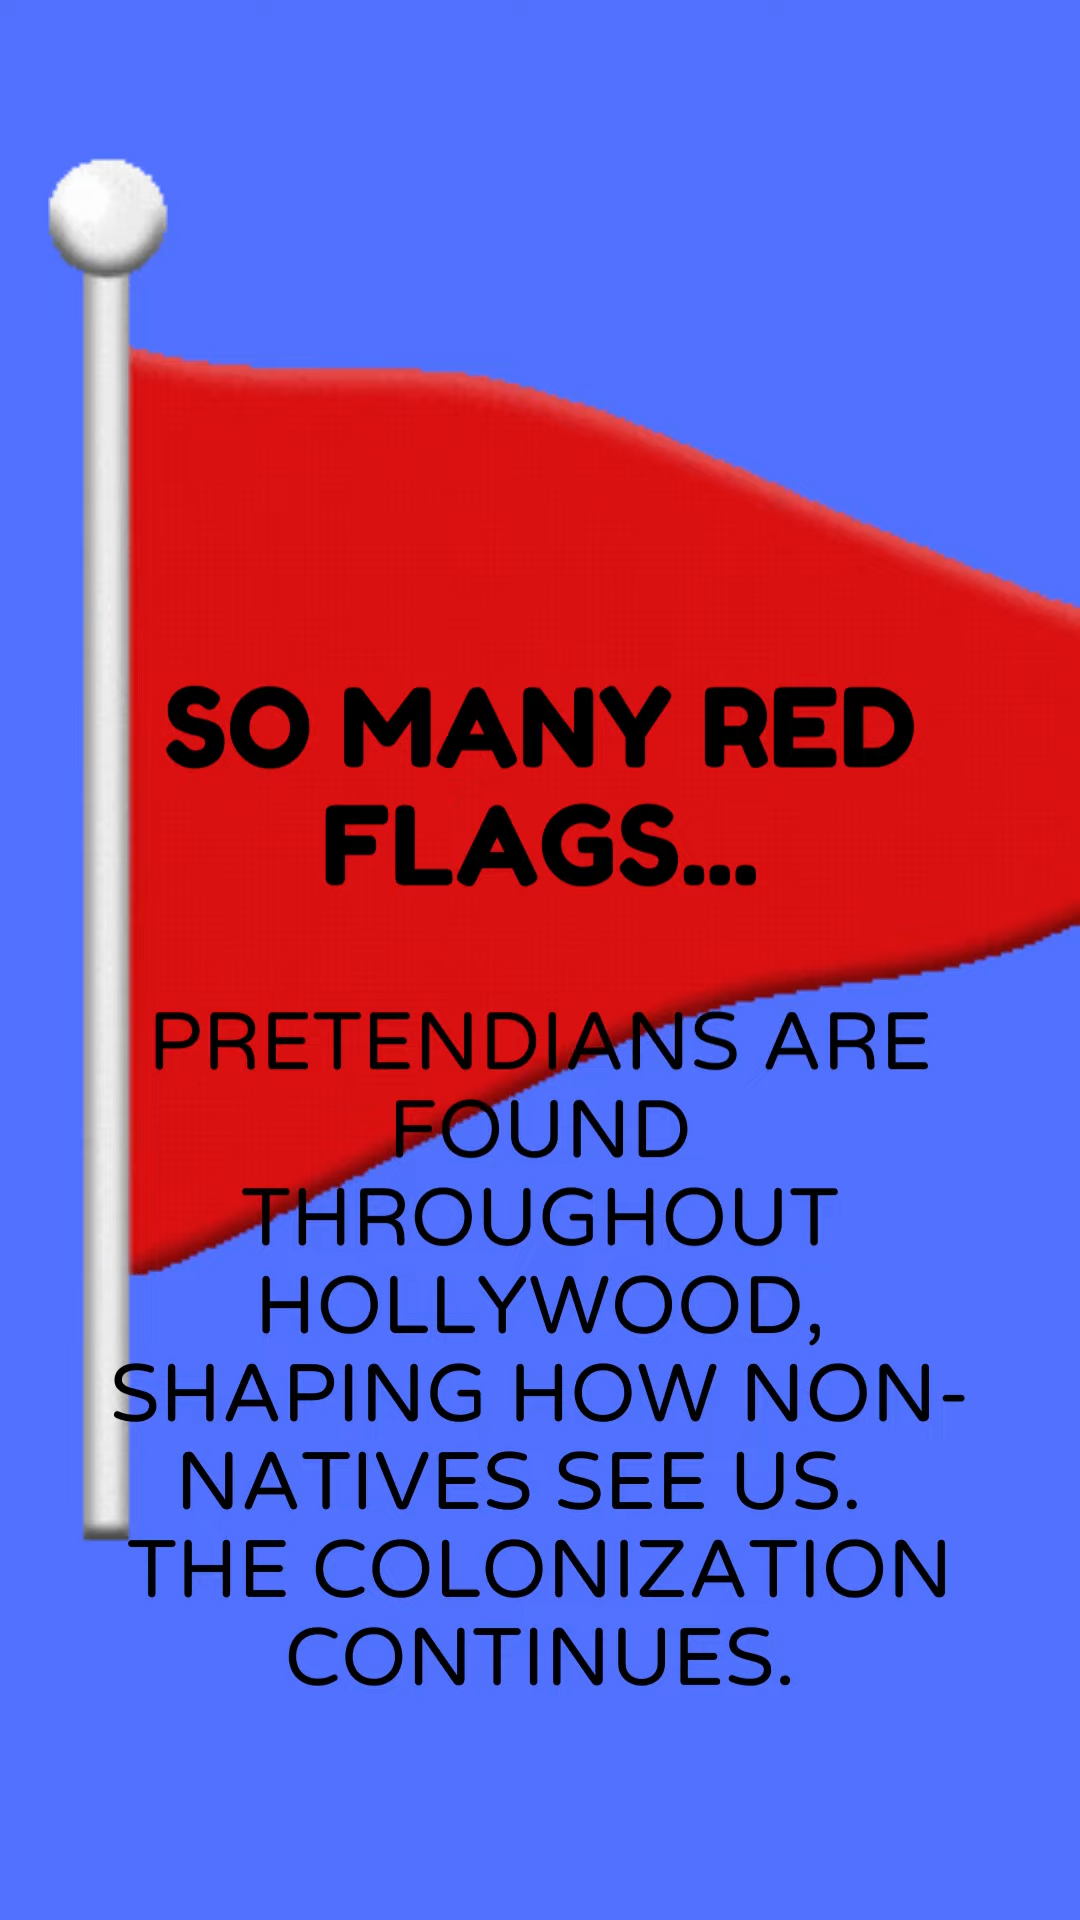 SO MANY RED
FLAGS...
PRETENDIANS ARE
FOUND
THROUGHOUT
HOLLYWOOD,
SHAPING HOW NON-
NATIVES SEE US.
THE COLONIZATION
CONTINUES.